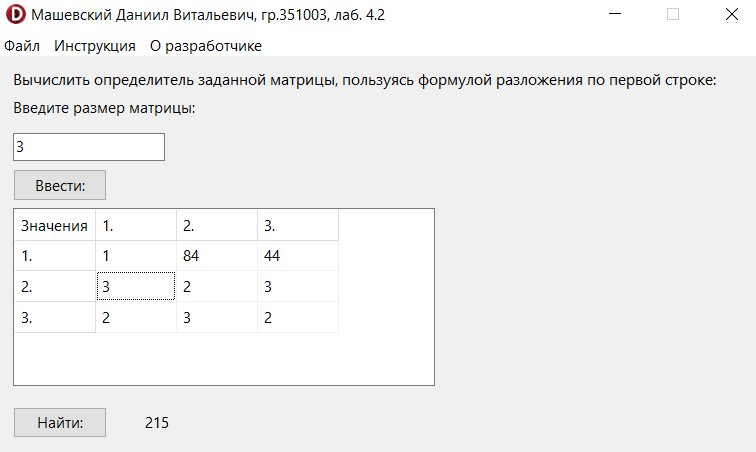 Машевский Даниил Витальевич, гр.351003, лаб. 4.2
Файл Инструкция О разработчике
Вычислить определитель заданной матрицы, пользуясь формулой разложения по первой строке:
Введите размер матрицы:
3
Ввести:
Значения 1. 2. 3.
1. 1 84 44
2. 3 2 3
3. 2 3 2
Найти: 215